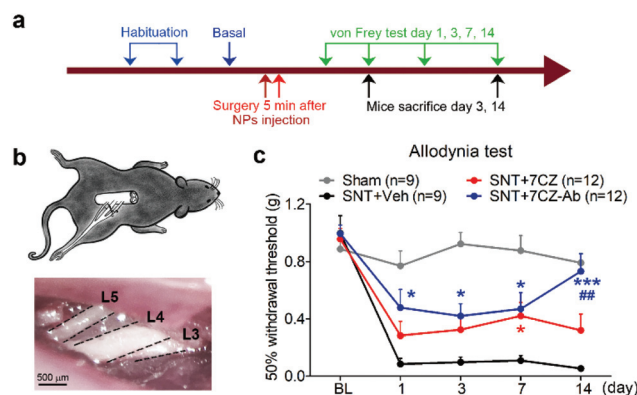 a
Habituation
Basal
von Frey test day 1, 3, 7, 14
Surgery 5 min after
NPs injection
Mice sacrifice day 3, 14
b
L5
L4
L3
500 µm
c
Allodynia test
Sham (n=9)
SNT+7CZ (n=12)
SNT+Veh (n=9)
SNT+7CZ-Ab (n=12)
50% withdrawal threshold (g)
1.2
0.8
0.4
0.0
* * * ***
##
*
BL 1 3 7 14 (day)